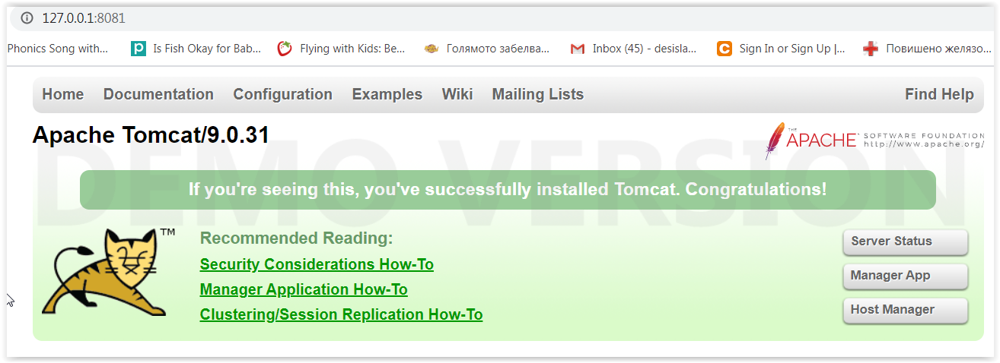 127.0.0.1:8081
Phonics Song with... Is Fish Okay for Bab... Flying with Kids: Be... Голямото забелва... Inbox (45) - desisla... Sign In or Sign Up |... Повишено желязо...
Home Documentation Configuration Examples Wiki Mailing Lists Find Help
Apache Tomcat/9.0.31
THE APACHE SOFTWARE FOUNDATION
http://www.apache.org/
DEMO VERSION
If you're seeing this, you've successfully installed Tomcat. Congratulations!
TM
Recommended Reading:
Security Considerations How-To
Manager Application How-To
Clustering/Session Replication How-To
Server Status
Manager App
Host Manager